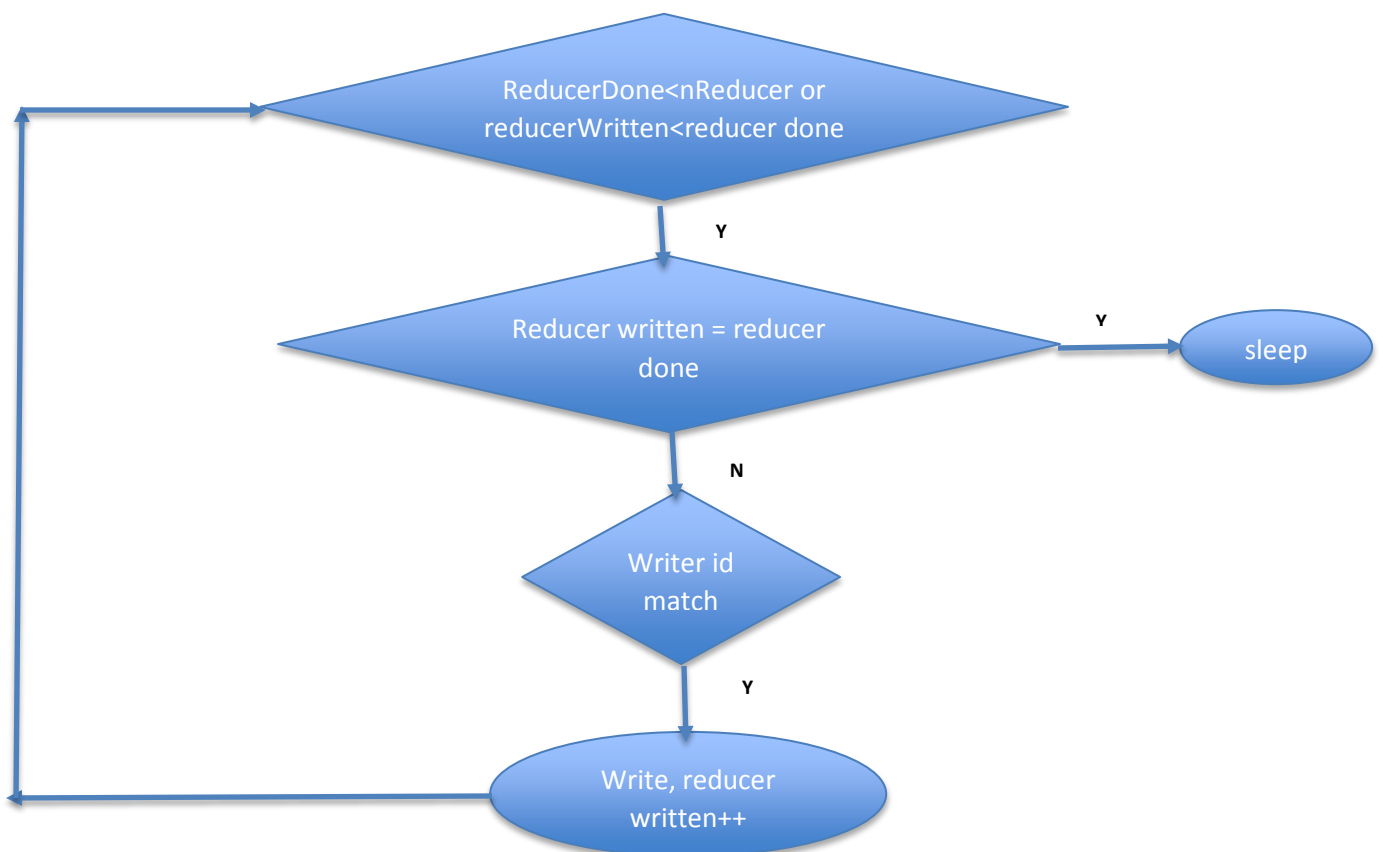 ReducerDone<nReducer or
reducerWritten<reducer done
Y
Reducer written = reducer
done
Y
sleep
N
Writer id
match
Y
Write, reducer
written++